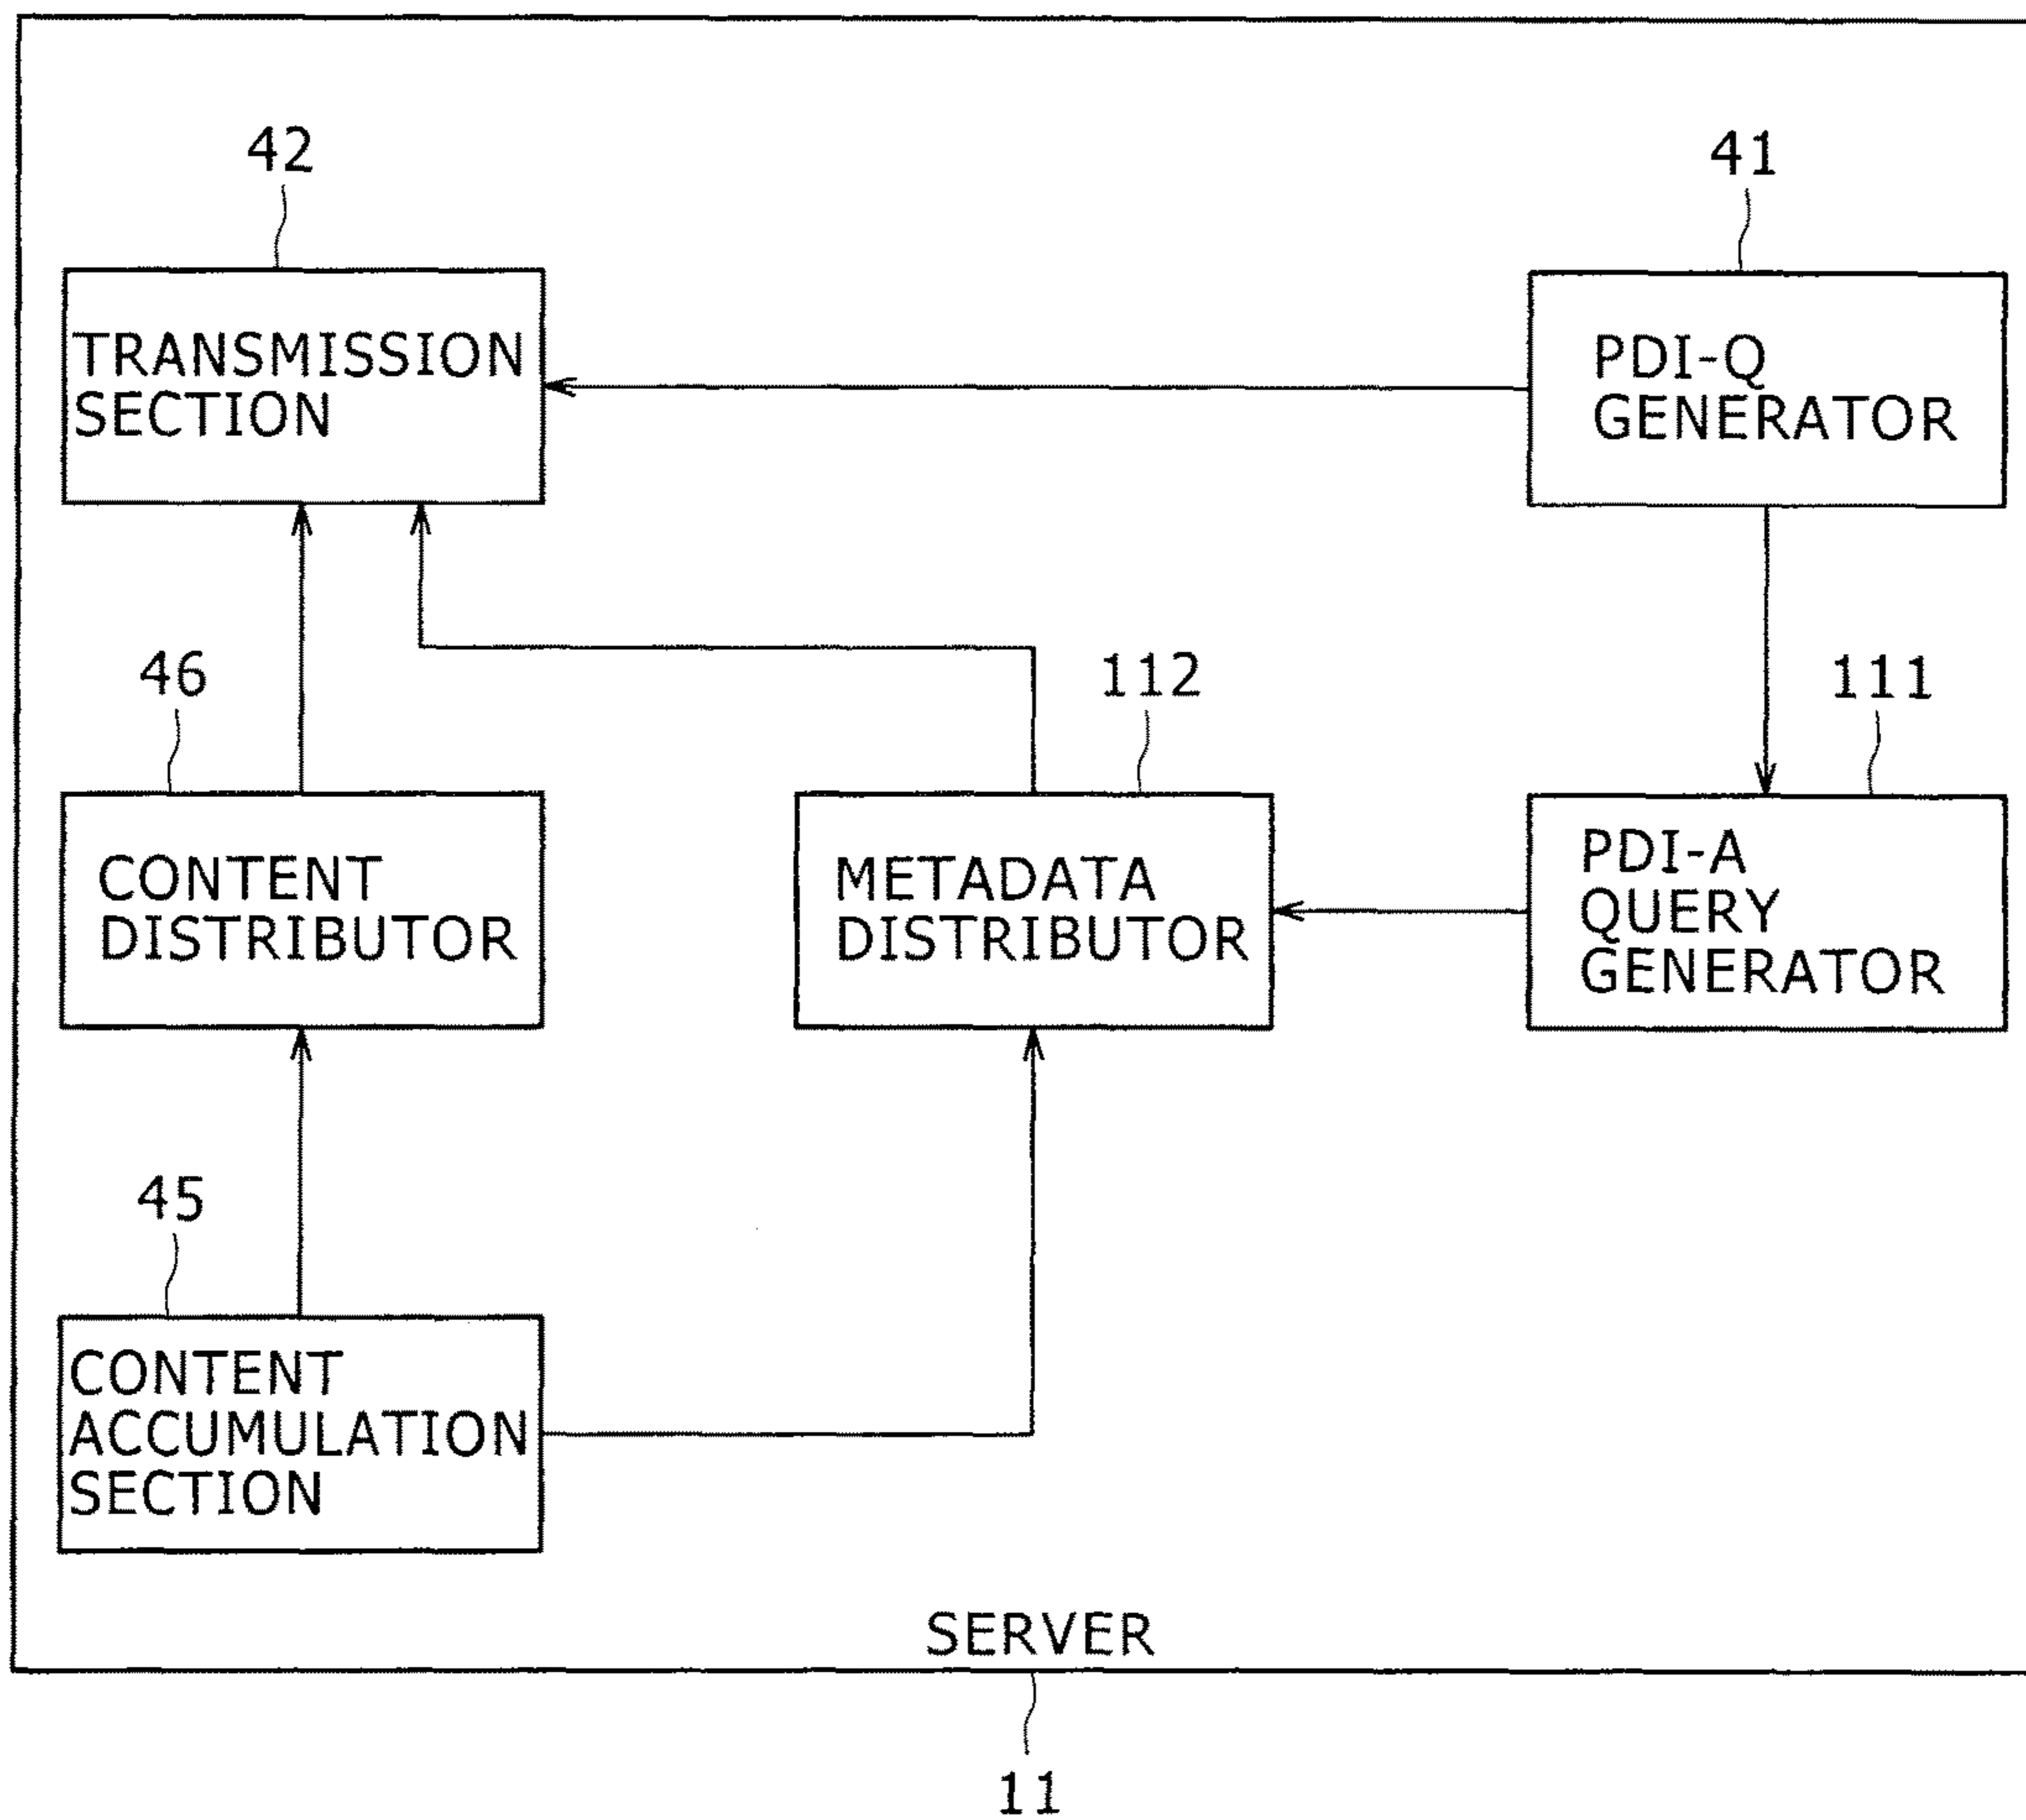 42
41
TRANSMISSION
SECTION
PDI-Q
GENERATOR
46
112
111
CONTENT
DISTRIBUTOR
METADATA
DISTRIBUTOR
PDI-A
QUERY
GENERATOR
45
CONTENT
ACCUMULATION
SECTION
SERVER
11